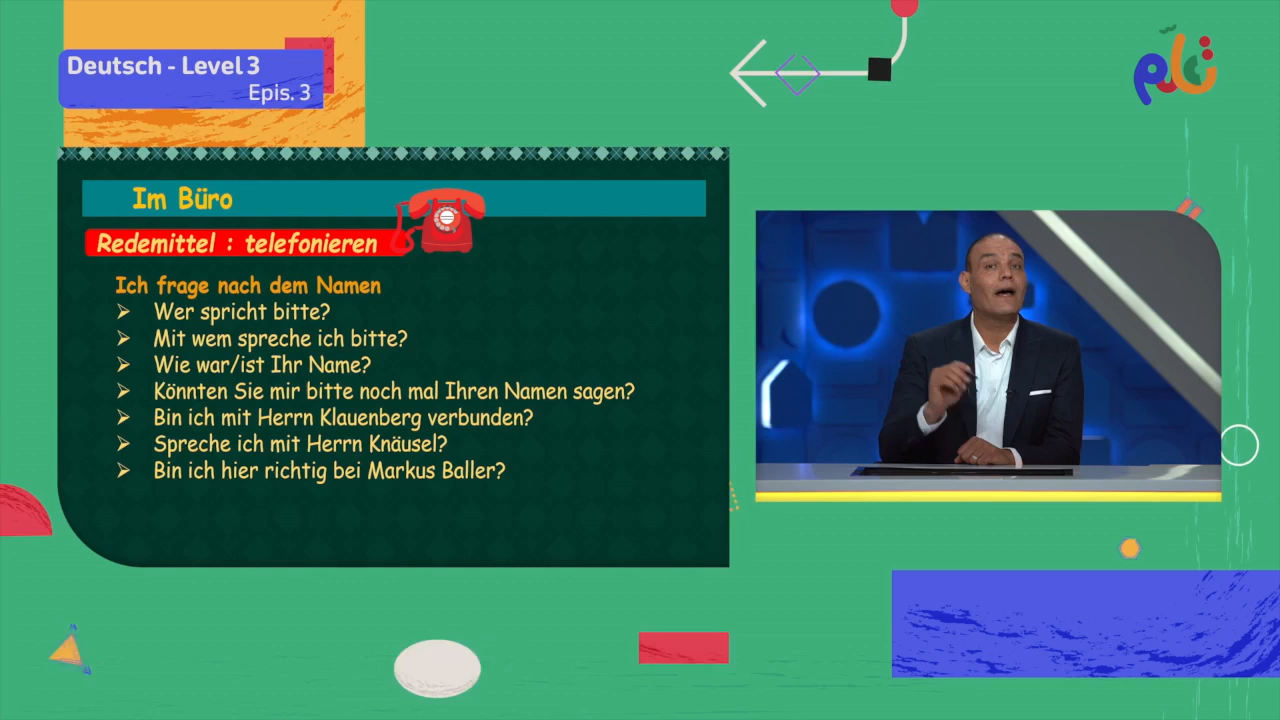 Deutsch - Level 3
Epis. 3
Im Büro
Redemittel : telefonieren
Ich frage nach dem Namen
Wer spricht bitte?
Mit wem spreche ich bitte?
Wie war/ist Ihr Name?
Könnten Sie mir bitte noch mal Ihren Namen sagen?
Bin ich mit Herrn Klauenberg verbunden?
Spreche ich mit Herrn Knäusel?
Bin ich hier richtig bei Markus Baller?